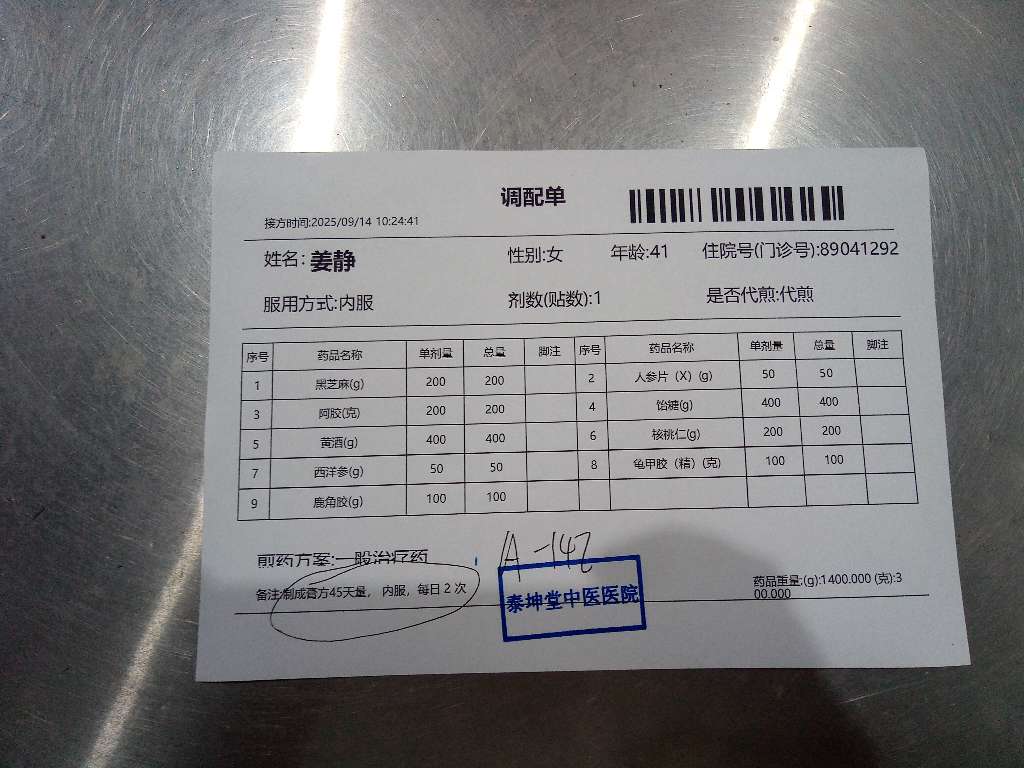 调配单
接方时间:2025/09/14 10:24:41
姓名: 姜静 性别:女 年龄:41 住院号(门诊号):89041292
服用方式:内服 剂数(贴数):1 是否代煎:代煎
序号 药品名称 单剂量 总量 脚注 序号 药品名称 单剂量 总量 脚注
1 黑芝麻(g) 200 200 2 人参片（X）(g) 50 50
3 阿胶(克) 200 200 4 饴糖(g) 400 400
5 黄酒(g) 400 400 6 核桃仁(g) 200 200
7 西洋参(g) 50 50 8 龟甲胶（精）(克) 100 100
9 鹿角胶(g) 100 100
煎药方案:一般治疗药
A-142
备注:制成膏方45天量， 内服，每日 2 次
泰坤堂中医医院
药品重量:(g):1400.000 (克):3
00.000